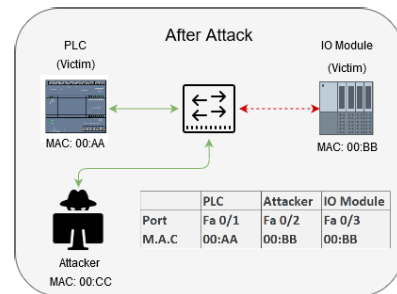 After Attack
PLC
(Victim)
IO Module
(Victim)
MAC: 00:AA
MAC: 00:BB
PLC Attacker IO Module
Port Fa 0/1 Fa 0/2 Fa 0/3
M.A.C 00:AA 00:BB 00:BB
Attacker
MAC: 00:CC